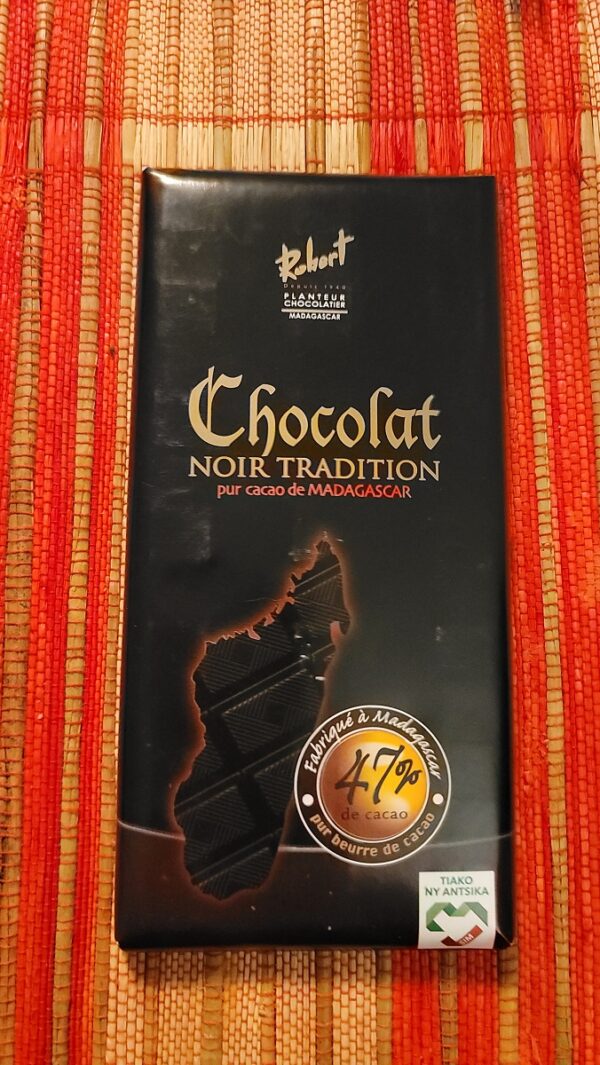 Robert
Depuis 1940
PLANTEUR
CHOCOLATIER
MADAGASCAR
Chocolat
NOIR TRADITION
pur cacao de MADAGASCAR
Fabriqué à Madagascar
47%
de cacao
pur beurre de cacao
TIAKO
NY ANTSIKA
SIM